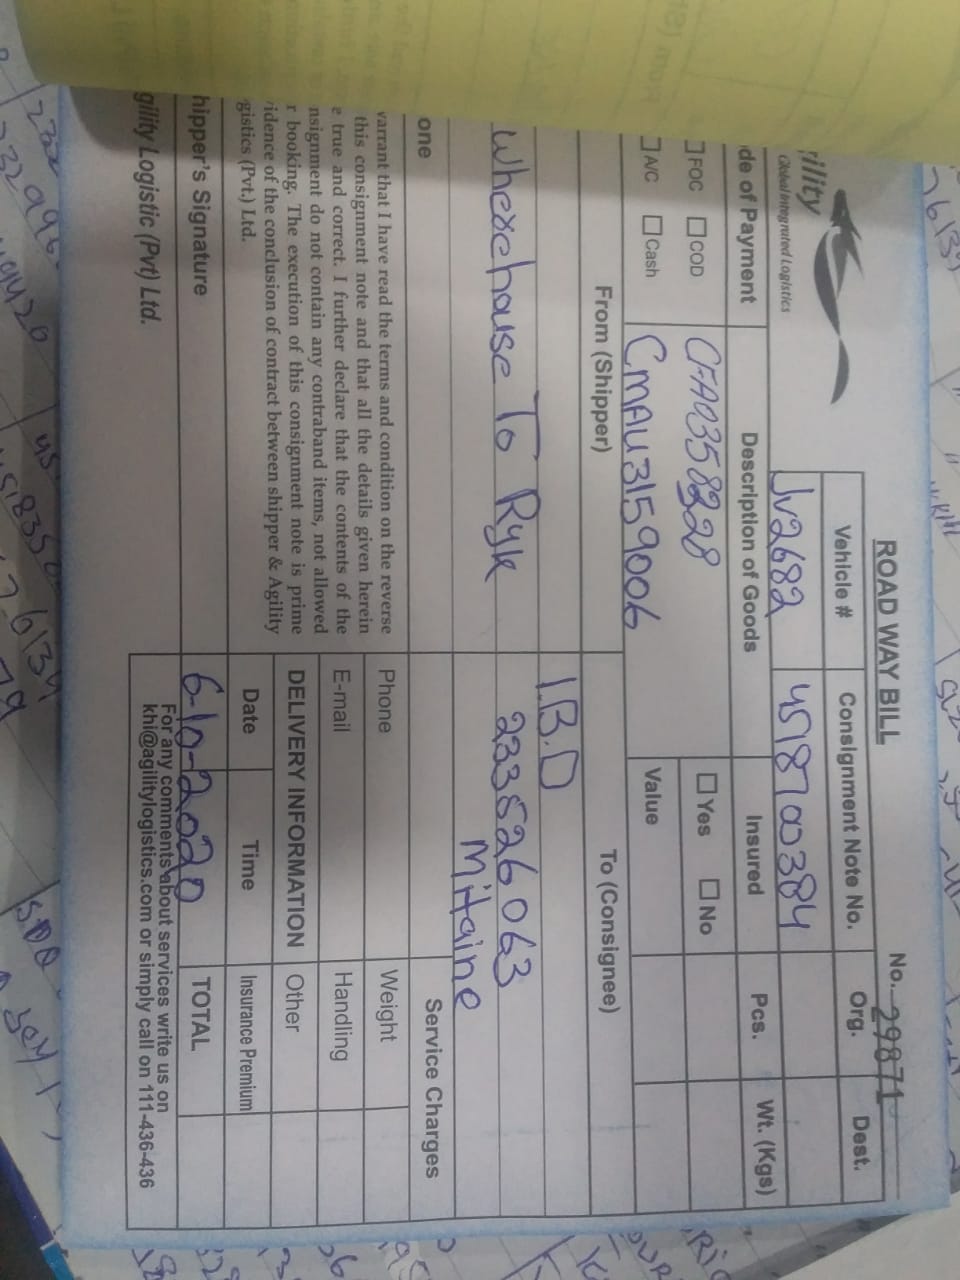 ROAD WAY BILL
No. 29871
ility
Global Integrated Logistics
Vehicle #
Consignment Note No.
Org.
Dest.
JV2682
4518700384
de of Payment
Description of Goods
Insured
Pcs.
Wt. (Kgs)
FOC
COD
Yes
No
A/C
Cash
CMAU3159006
Value
From (Shipper)
To (Consignee)
I.B.D
wherehouse To Ryk
233526063
Mitaine
one
Service Charges
warrant that I have read the terms and condition on the reverse
this consignment note and that all the details given herein
e true and correct. I further declare that the contents of the
nsignment do not contain any contraband items, not allowed
r booking. The execution of this consignment note is prime
idence of the conclusion of contract between shipper & Agility
gistics (Pvt.) Ltd.
Phone
Weight
E-mail
Handling
DELIVERY INFORMATION
Other
Date
Time
Insurance Premium
hipper's Signature
6-10-2020
TOTAL
gility Logistic (Pvt) Ltd.
For any comments about services write us on
khi@agilitylogistics.com or simply call on 111-436-436